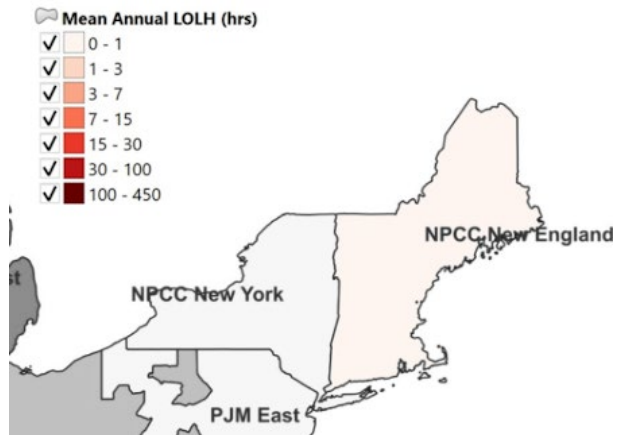 Mean Annual LOLH (hrs)
0 - 1
1 - 3
3 - 7
7 - 15
15 - 30
30 - 100
100 - 450
NPCC New England
st
NPCC New York
PJM East